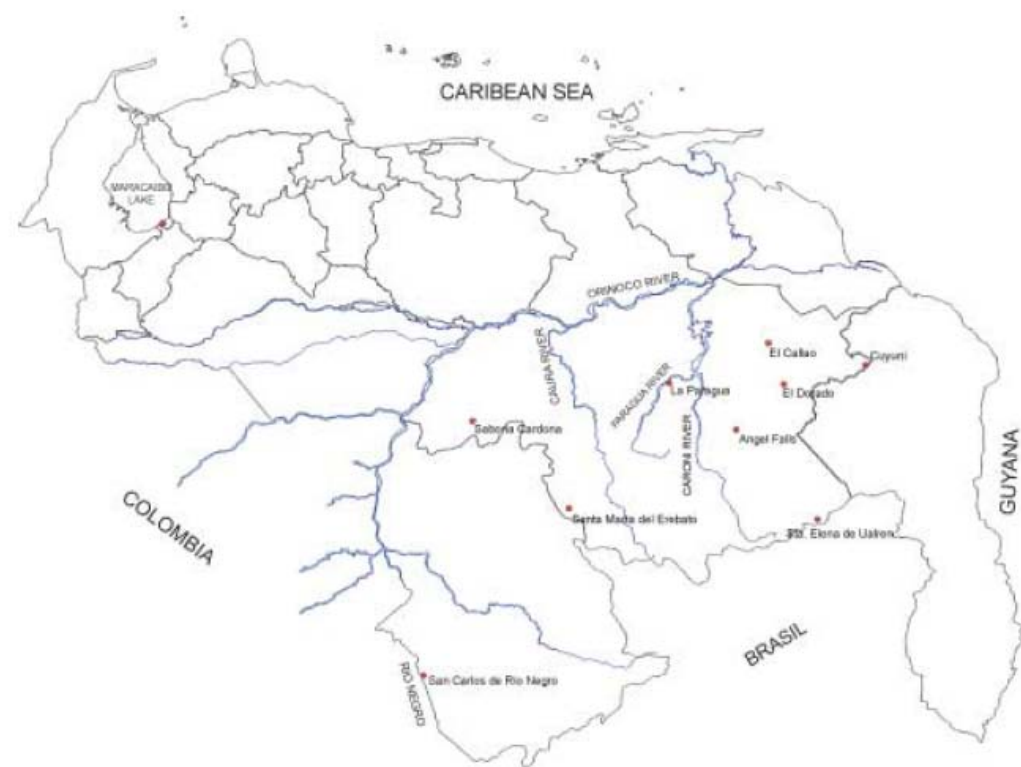 CARIBEAN SEA
MARACAIBO
LAKE
ORINOCO RIVER
CAURA RIVER
El Callao
Cuyuni
La Paragua
El Dorado
PARAGUA RIVER
CARONI RIVER
Angel Falls
Sabana Cardona
GUYANA
COLOMBIA
Santa Maria del Erebato
Sta. Elena de Uairen
BRASIL
RIO NEGRO
San Carlos de Rio Negro